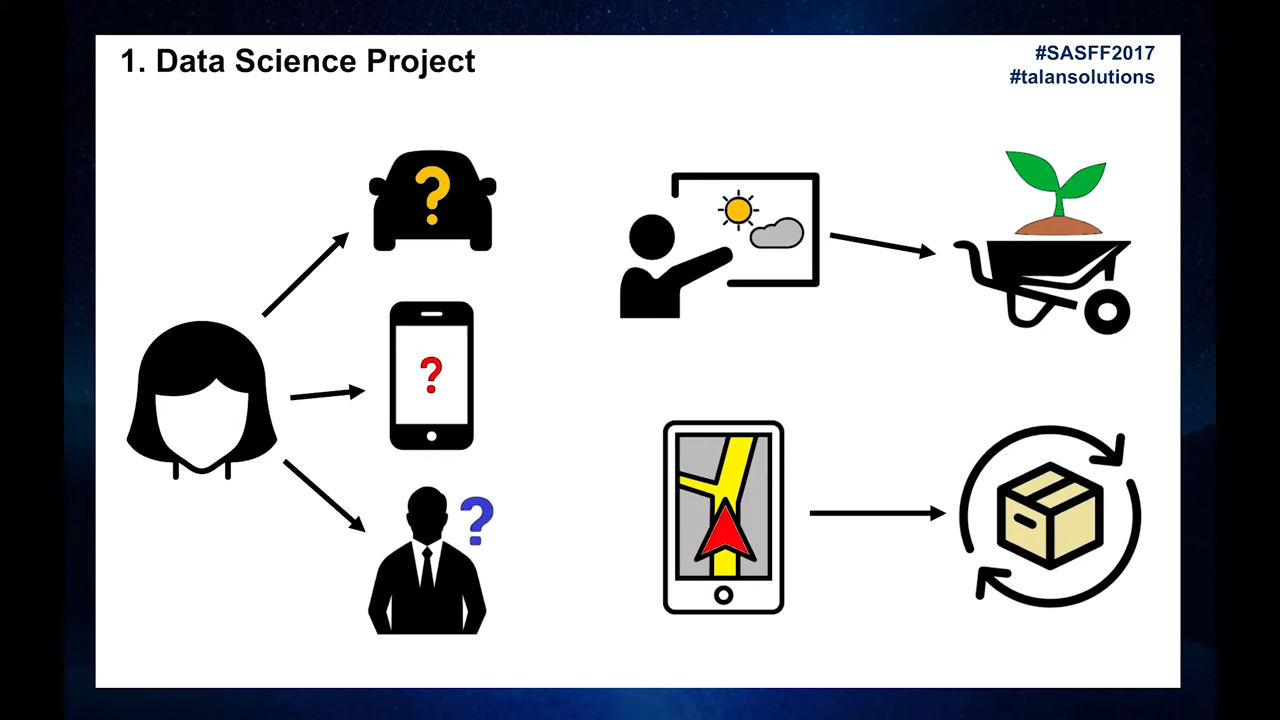 1. Data Science Project
#SASFF2017
#talansolutions
?
?
?